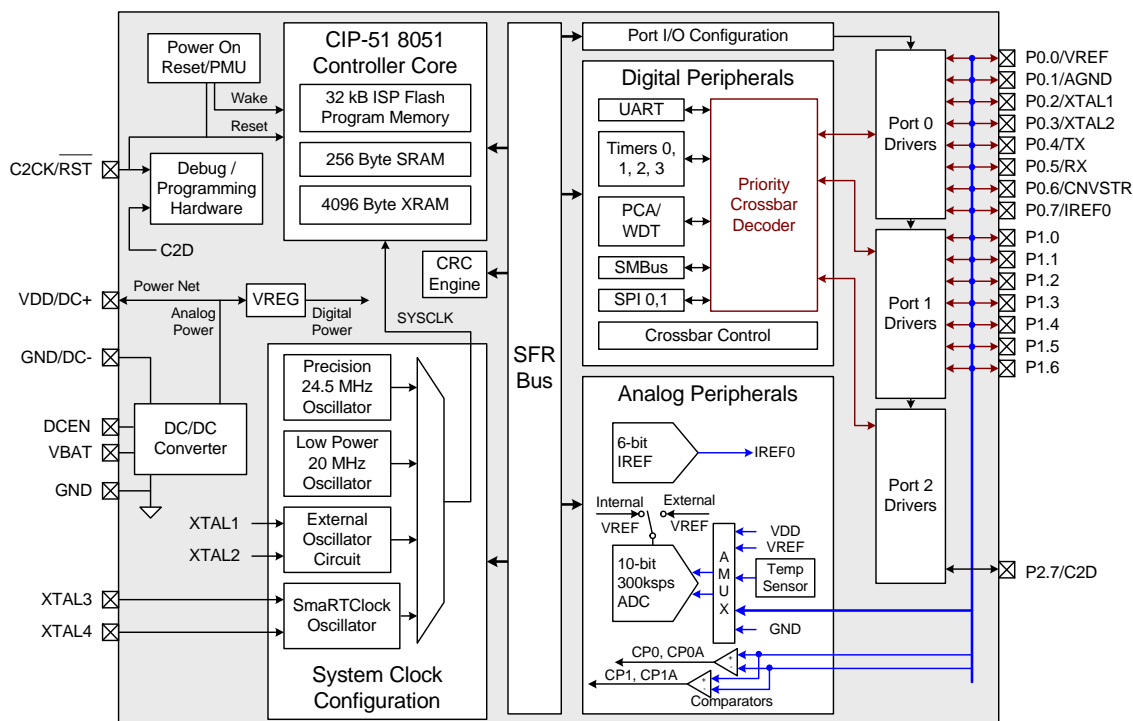 Power On
Reset/PMU
Wake
Reset
C2CK/RST
Debug /
Programming
Hardware
C2D
CIP-51 8051
Controller Core
32 kB ISP Flash
Program Memory
256 Byte SRAM
4096 Byte XRAM
VDD/DC+
Power Net
Analog
Power
VREG
Digital
Power
CRC
Engine
SYSCLK
GND/DC-
DCEN
VBAT
GND
DC/DC
Converter
Precision
24.5 MHz
Oscillator
Low Power
20 MHz
Oscillator
XTAL1
XTAL2
External
Oscillator
Circuit
XTAL3
XTAL4
SmaRTClock
Oscillator
System Clock
Configuration
SFR
Bus
Port I/O Configuration
Digital Peripherals
UART
Timers 0,
1, 2, 3
PCA/
WDT
SMBus
SPI 0,1
Priority
Crossbar
Decoder
Crossbar Control
Analog Peripherals
6-bit
IREF
IREF0
Internal
VREF
External
VREF
10-bit
300ksps
ADC
A
M
U
X
VDD
VREF
Temp
Sensor
GND
CP0, CP0A
+
-
CP1, CP1A
+
-
Comparators
Port 0
Drivers
Port 1
Drivers
Port 2
Drivers
P0.0/VREF
P0.1/AGND
P0.2/XTAL1
P0.3/XTAL2
P0.4/TX
P0.5/RX
P0.6/CNVSTR
P0.7/IREF0
P1.0
P1.1
P1.2
P1.3
P1.4
P1.5
P1.6
P2.7/C2D